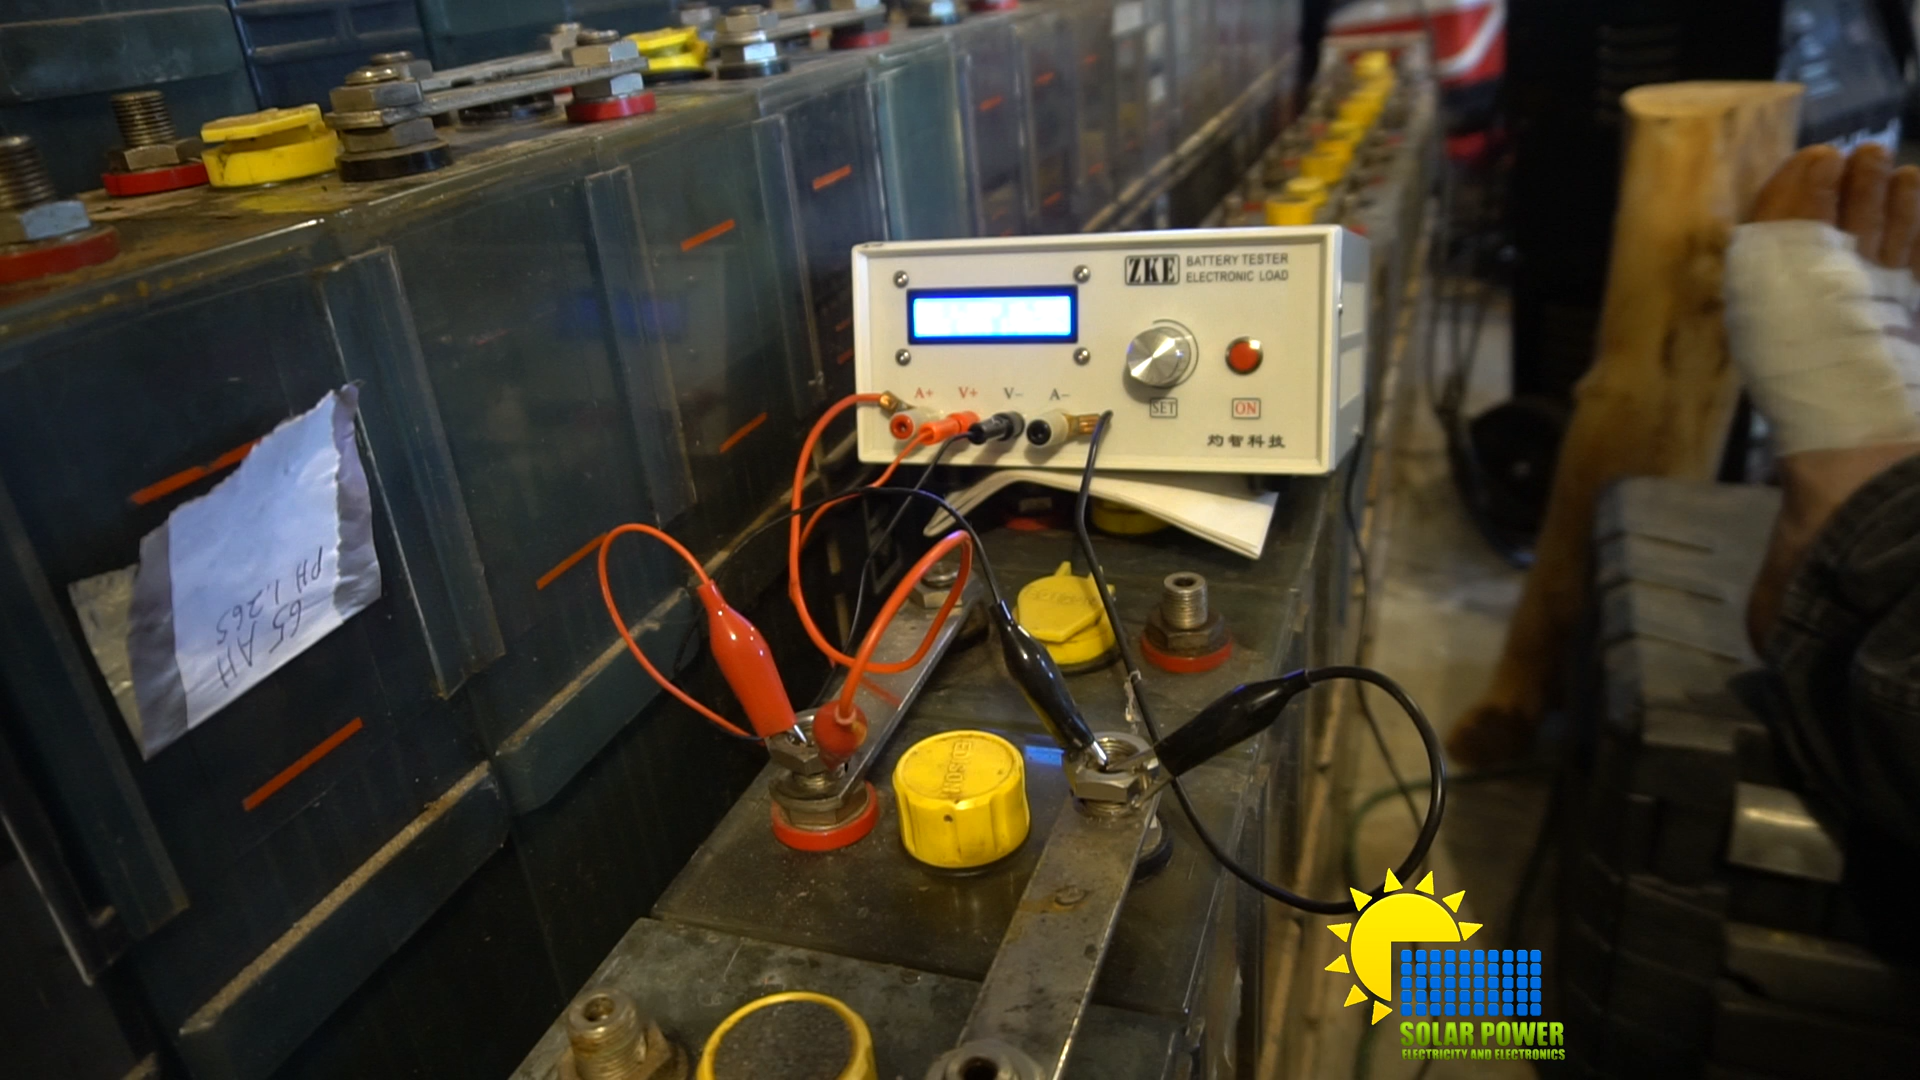 ZKE
BATTERY TESTER
ELECTRONIC LOAD
A+ V+ V- A-
SET
ON
灼智科技
65 AH
PH 1.265
EDISON
SOLAR POWER
ELECTRICITY AND ELECTRONICS